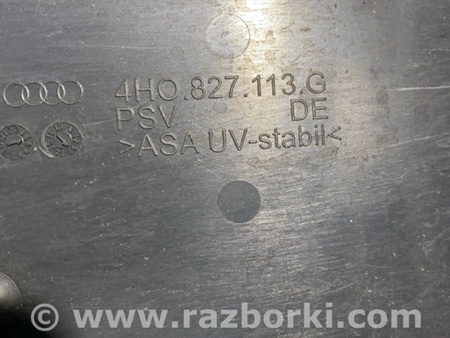 4H0.827.113.G
PSV DE
>ASA UV-stabil<
www.razborki.com